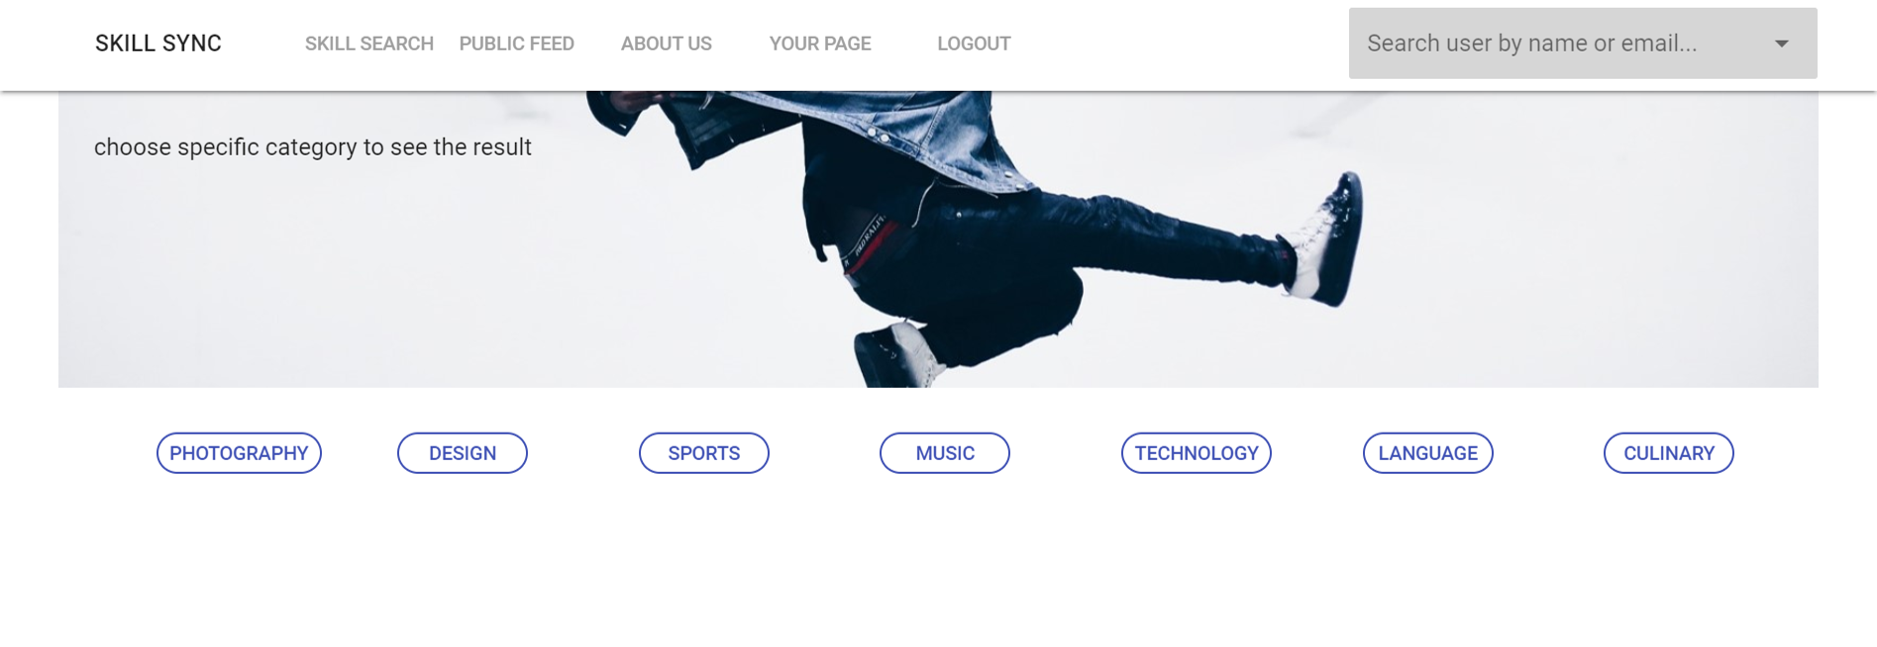 SKILL SYNC SKILL SEARCH PUBLIC FEED ABOUT US YOUR PAGE LOGOUT Search user by name or email...
choose specific category to see the result
PHOTOGRAPHY DESIGN SPORTS MUSIC TECHNOLOGY LANGUAGE CULINARY